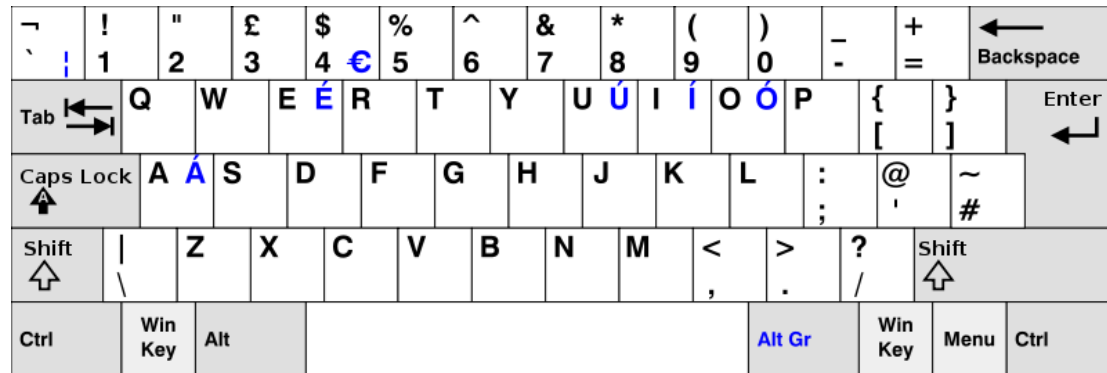 ¬ ! " £ $ % ^ & * ( ) _ +
` ¦ 1 2 3 4 € 5 6 7 8 9 0 - = Backspace
Tab Q W E É R T Y U Ú I Í O Ó P { } Enter
[ ]
Caps Lock A Á S D F G H J K L : @ ~
A ; ' #
Shift | Z X C V B N M < > ? Shift
\ , . /
Ctrl Win Key Alt Alt Gr Win Key Menu Ctrl